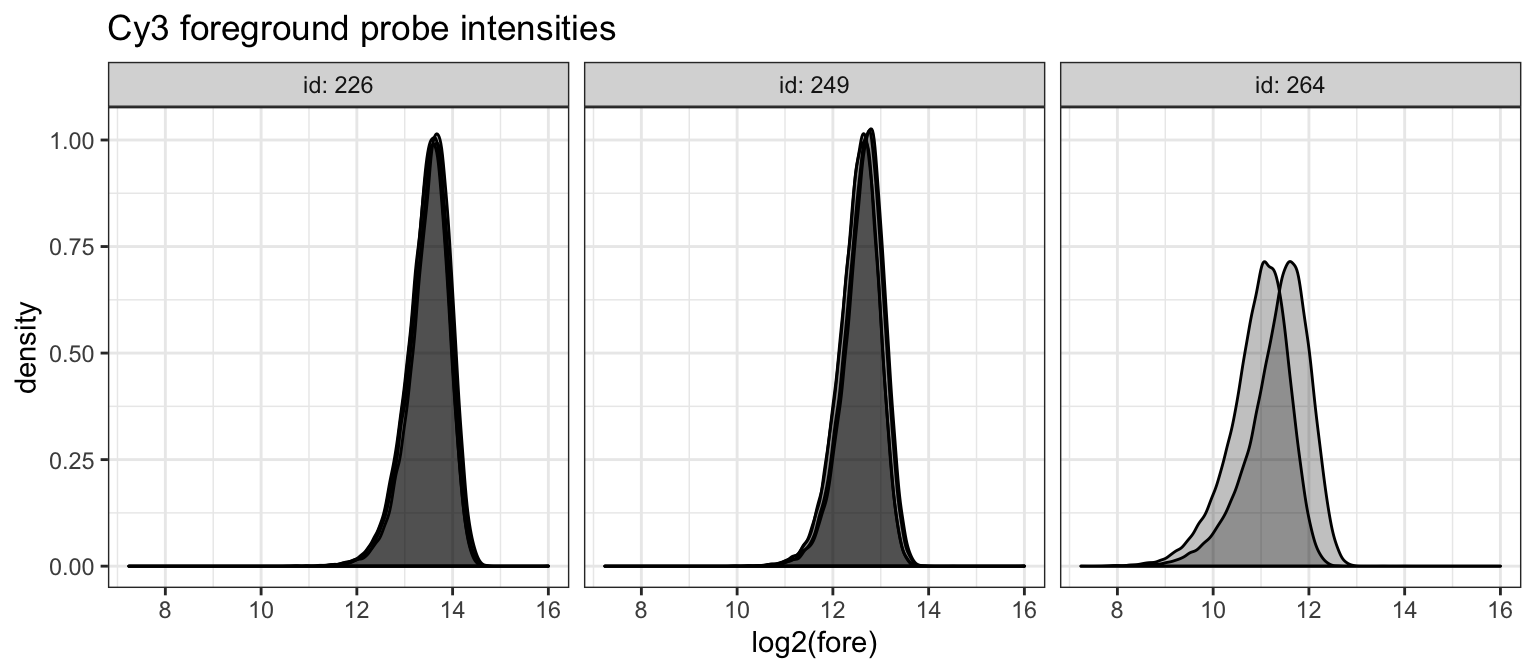 Cy3 foreground probe intensities
id: 226 id: 249 id: 264
1.00
0.75
0.50
0.25
0.00
density
8 10 12 14 16 8 10 12 14 16 8 10 12 14 16
log2(fore)